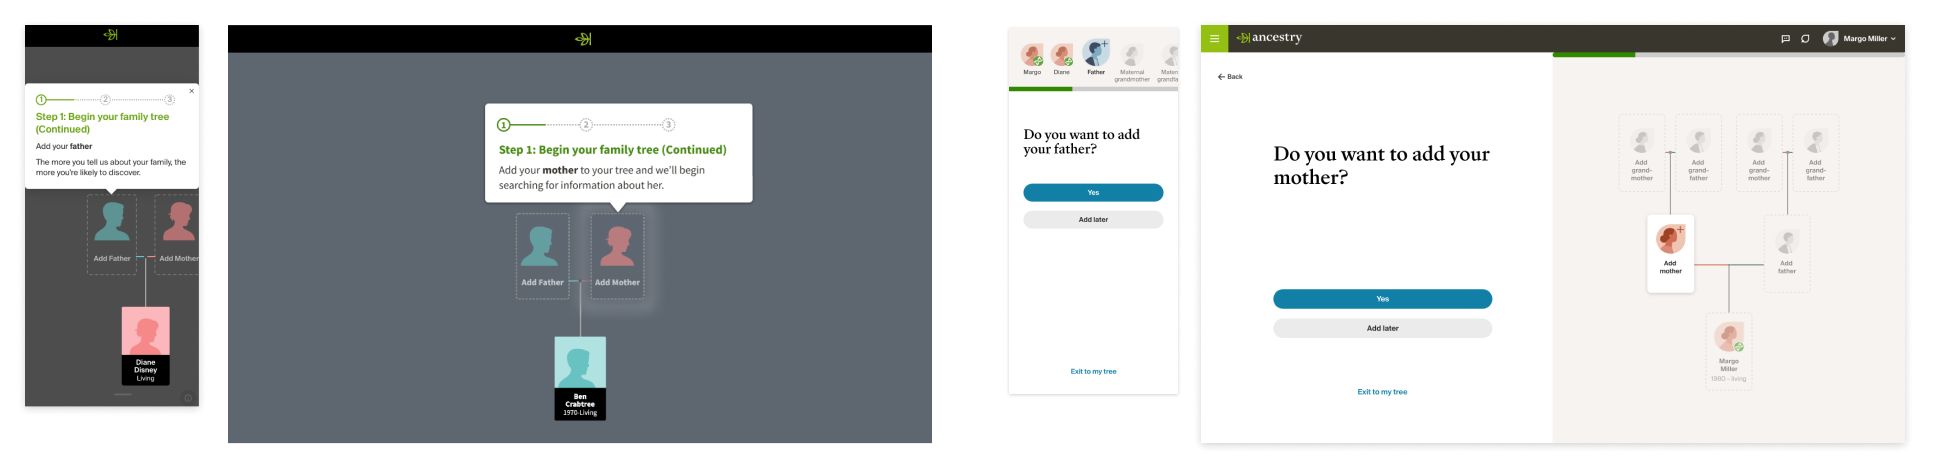 1
2
3
Step 1: Begin your family tree
(Continued)
Add your father
The more you tell us about your family, the
more you're likely to discover.
Add Father
Add Mother
Diane
Disney
Living
1
2
3
Step 1: Begin your family tree (Continued)
Add your mother to your tree and we'll begin
searching for information about her.
Add Father
Add Mother
Ben
Crabtree
1970-Living
Margo
Diane
Father
Maternal
grandmother
Mater
grandfa
Do you want to add
your father?
Yes
Add later
Exit to my tree
ancestry
Margo Miller
Back
Do you want to add your
mother?
Yes
Add later
Exit to my tree
Add
grand-
mother
Add
grand-
father
Add
grand-
mother
Add
grand-
father
Add
mother
Add
father
Margo
Miller
1980 - living